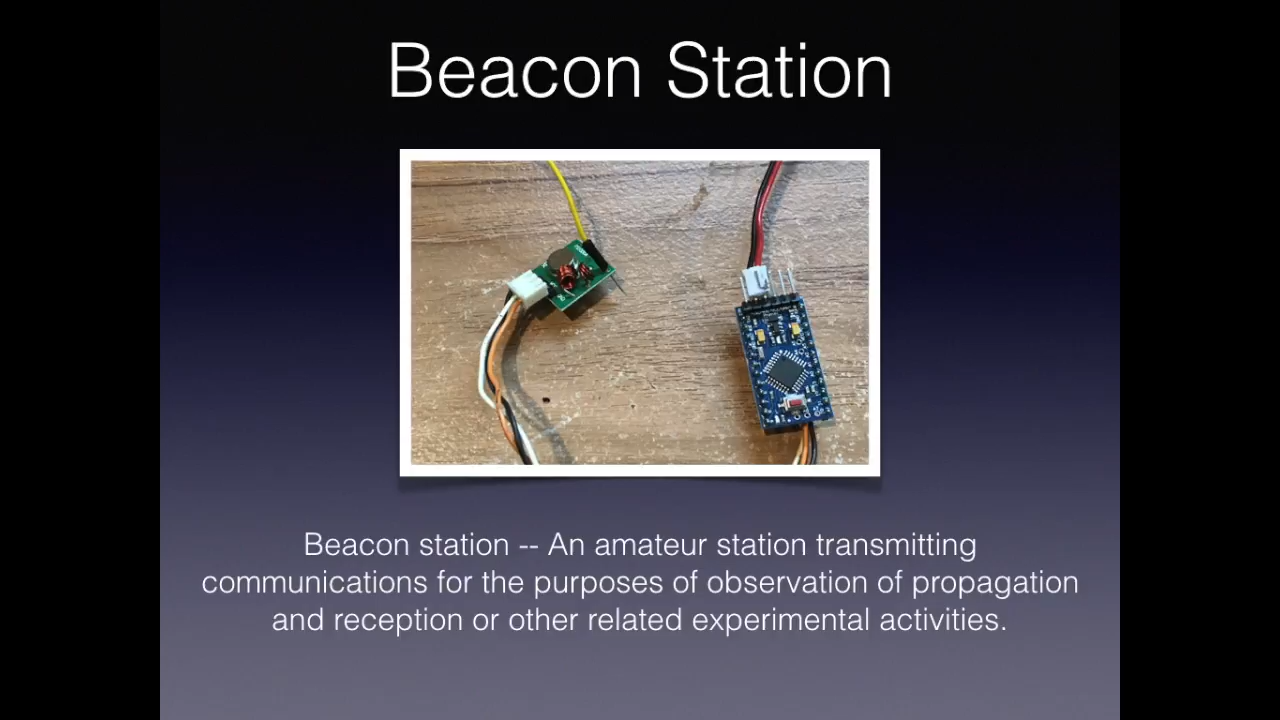 Beacon Station
Beacon station -- An amateur station transmitting
communications for the purposes of observation of propagation
and reception or other related experimental activities.